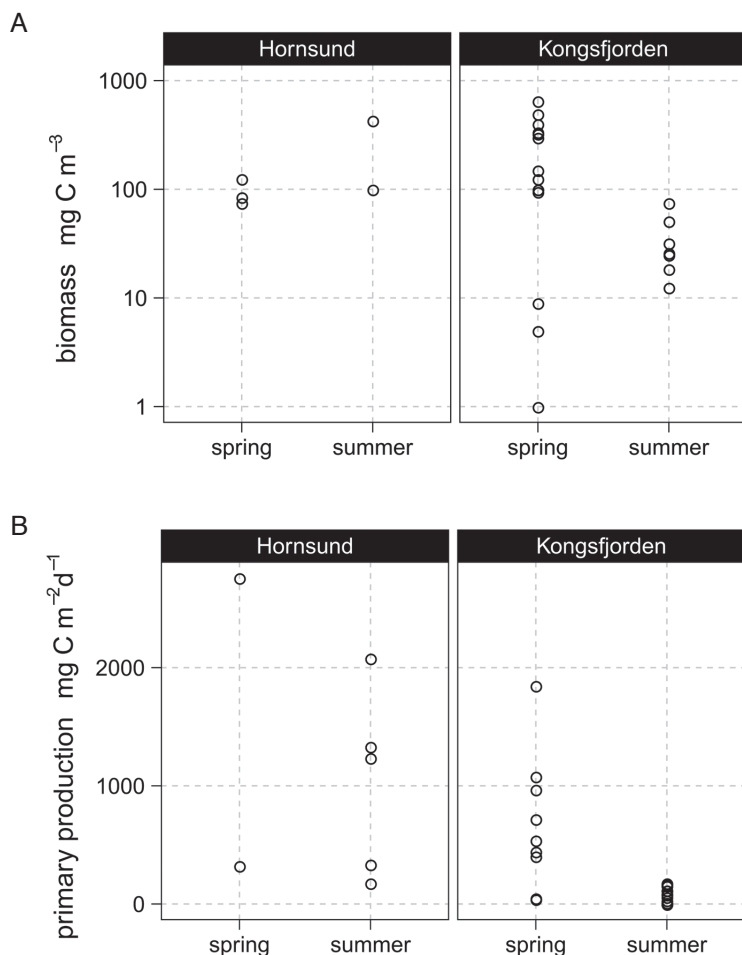 A
Hornsund Kongsfjorden
biomass mg C m⁻³
1000
100
10
1
spring summer spring summer
B
Hornsund Kongsfjorden
primary production mg C m⁻²d⁻¹
2000
1000
0
spring summer spring summer